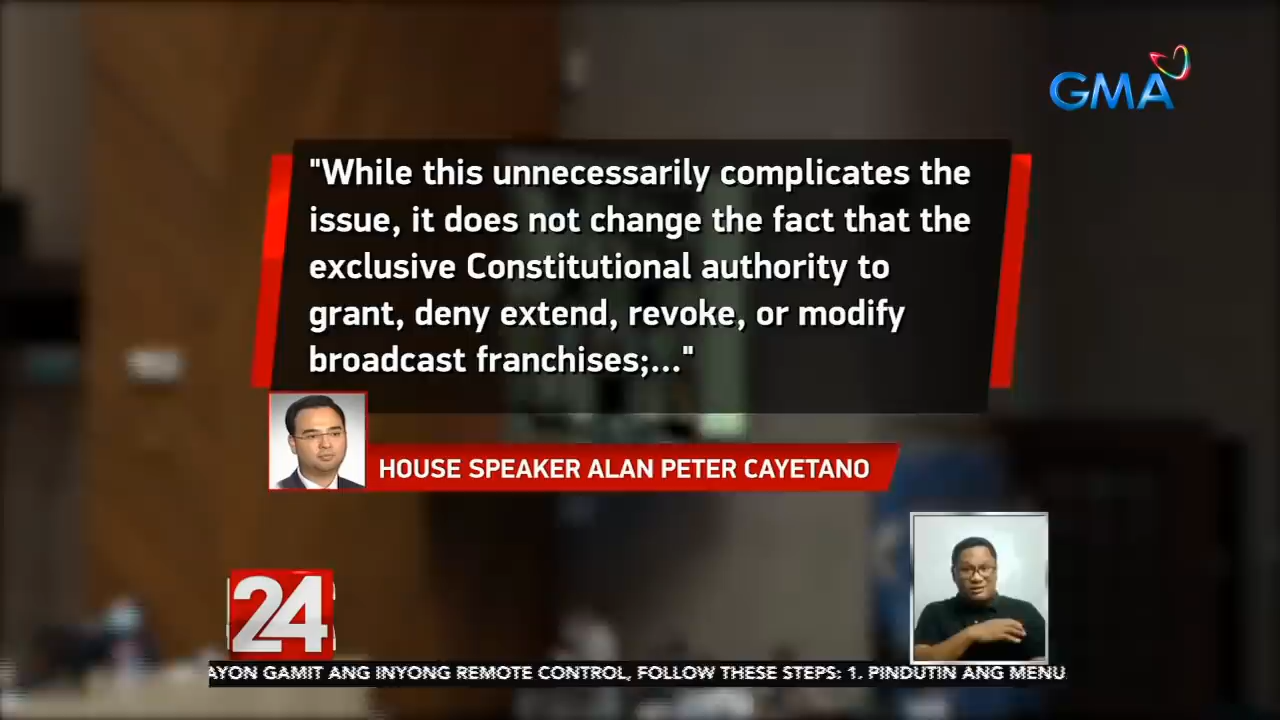 GMA
"While this unnecessarily complicates the
issue, it does not change the fact that the
exclusive Constitutional authority to
grant, deny extend, revoke, or modify
broadcast franchises;..."
HOUSE SPEAKER ALAN PETER CAYETANO
24
AYON GAMIT ANG INYONG REMOTE CONTROL, FOLLOW THESE STEPS: 1. PINDUTIN ANG MENU